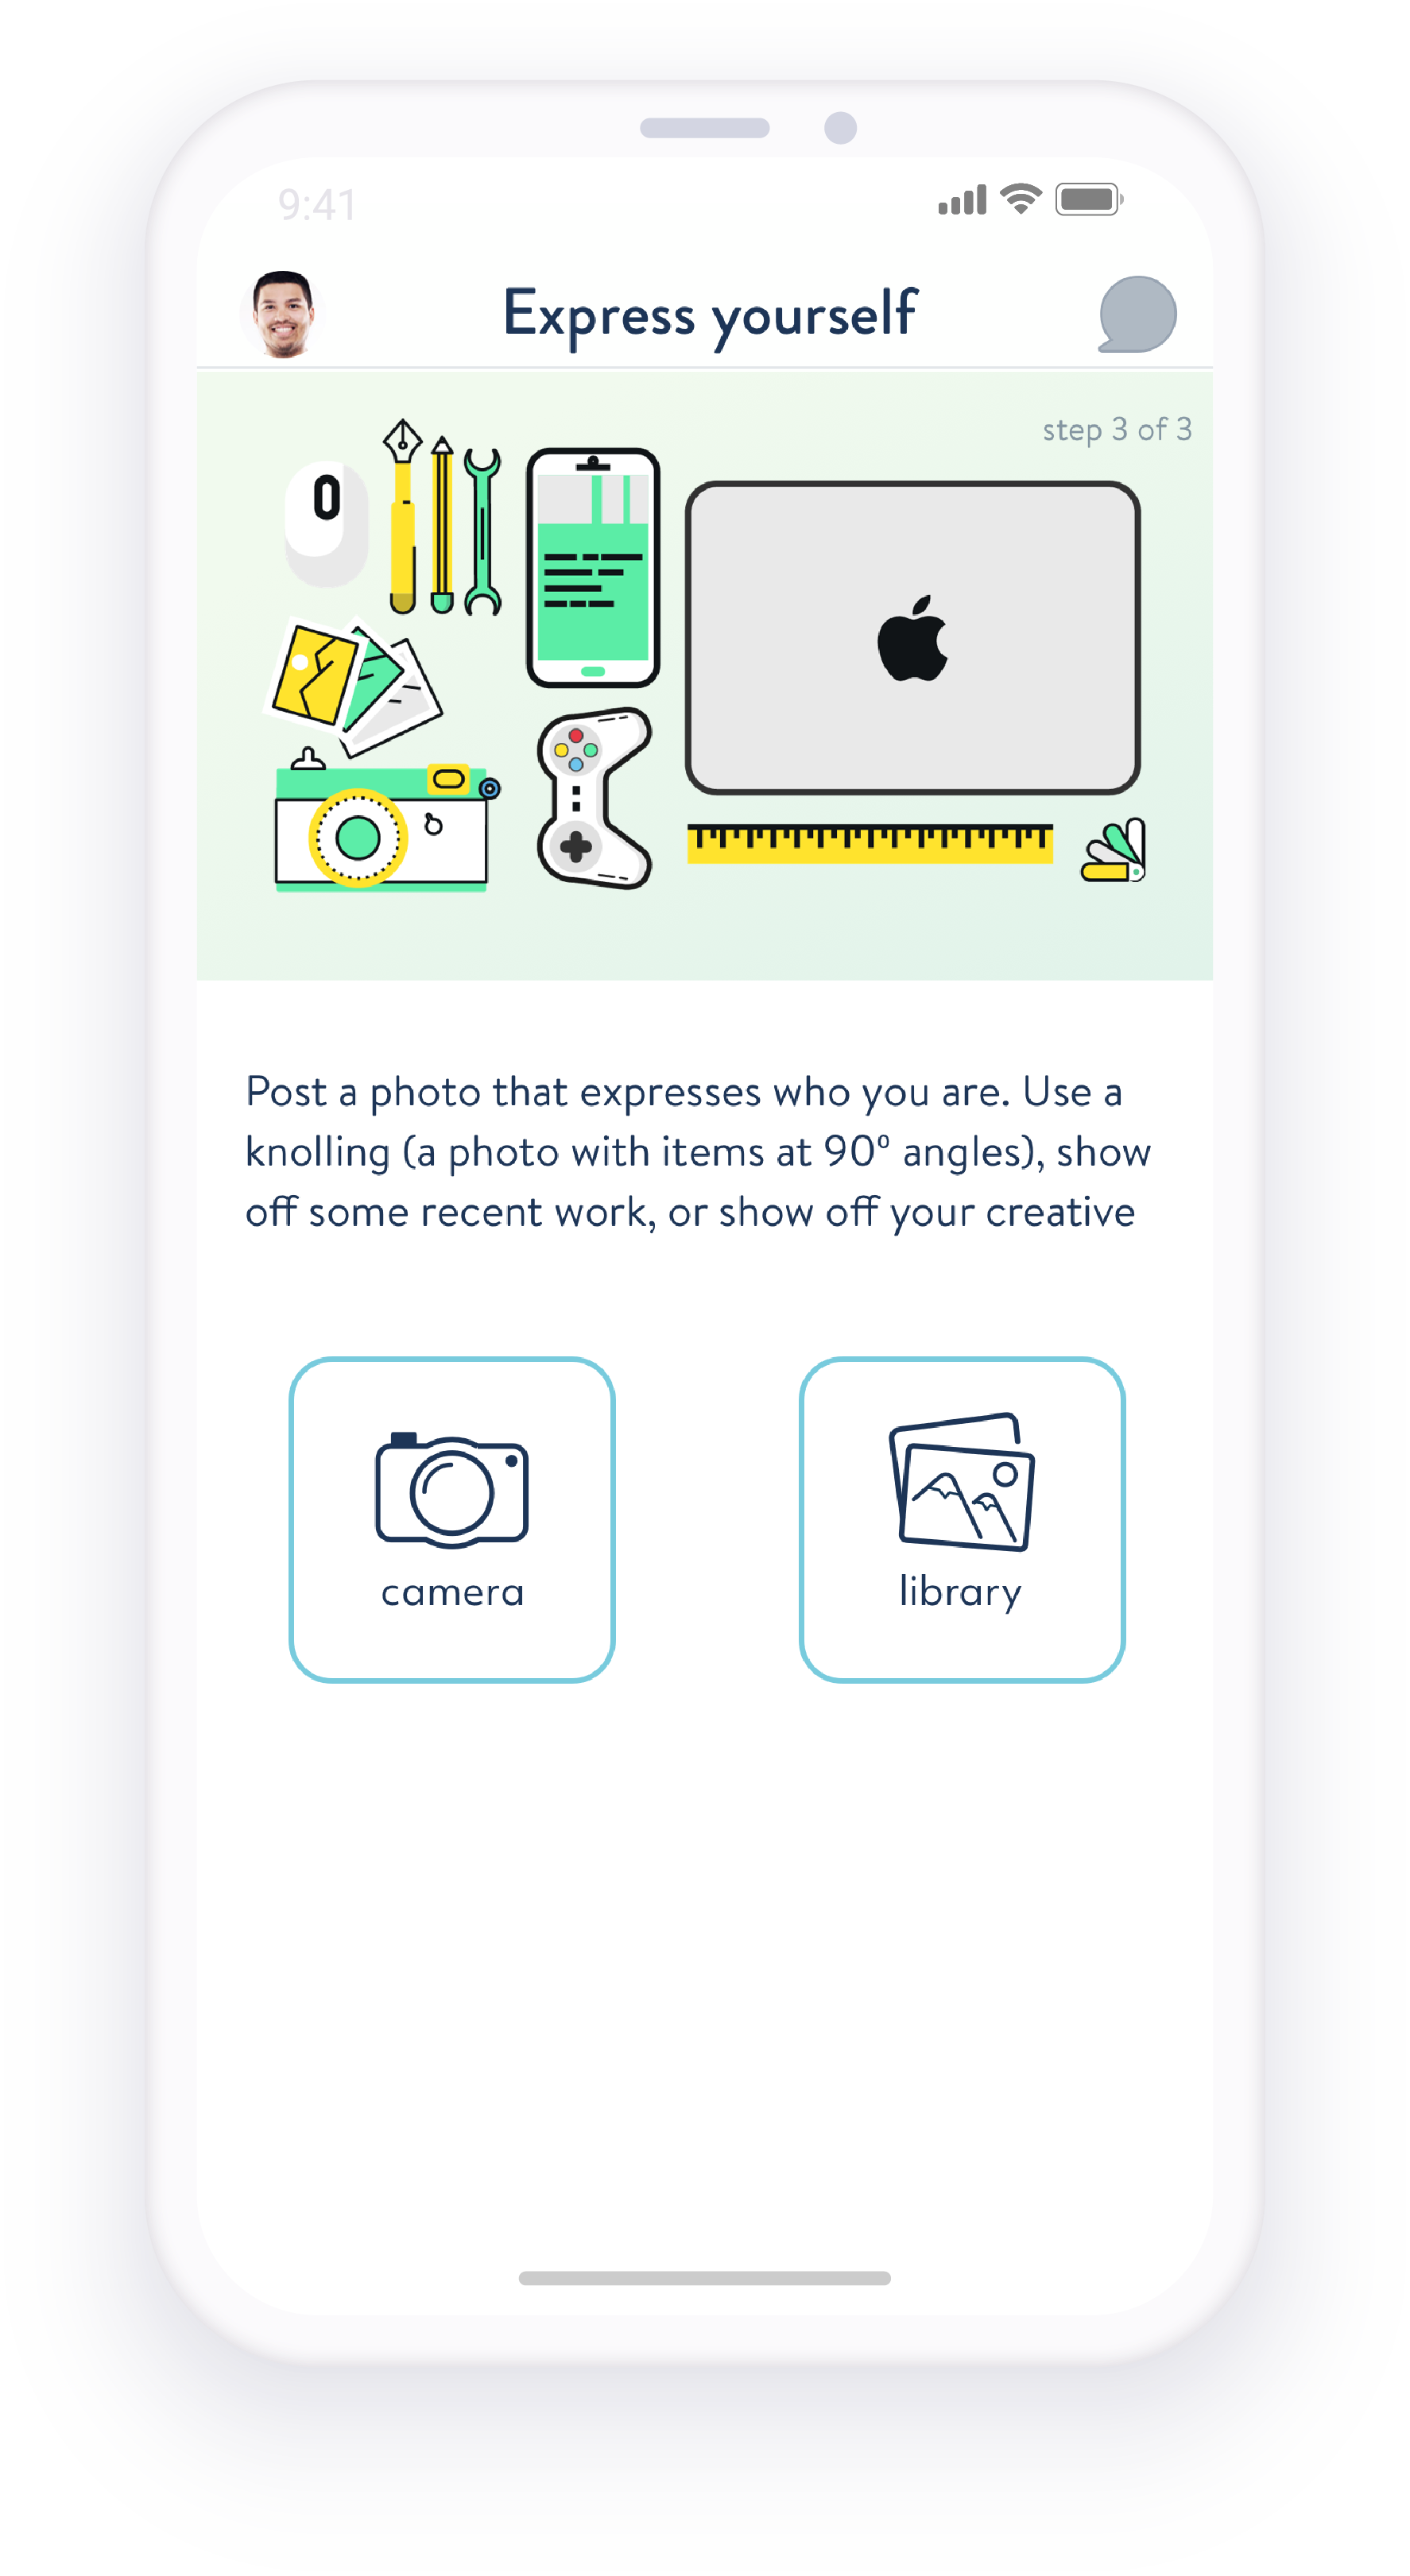 9:41
Express yourself
step 3 of 3
Post a photo that expresses who you are. Use a
knolling (a photo with items at 90º angles), show
off some recent work, or show off your creative
camera
library